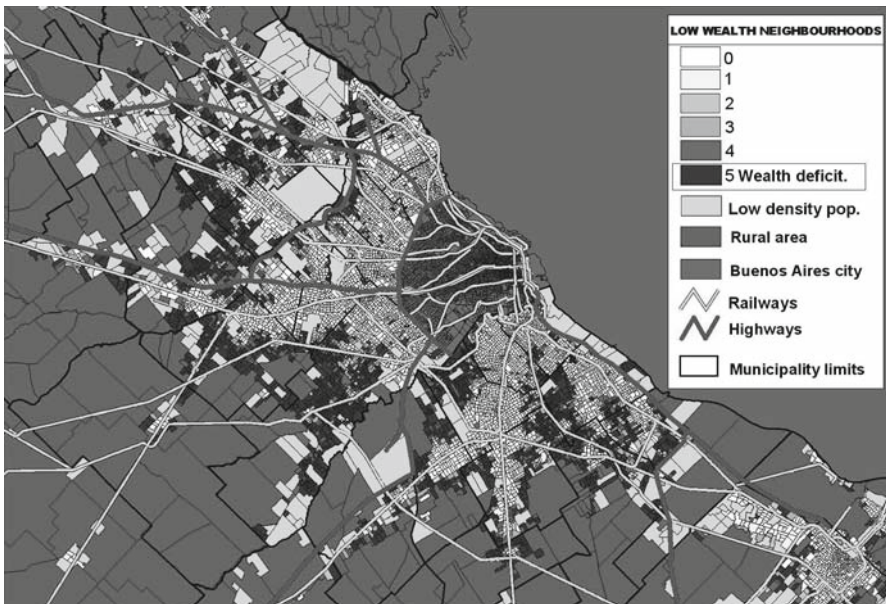 LOW WEALTH NEIGHBOURHOODS
0
1
2
3
4
5 Wealth deficit.
Low density pop.
Rural area
Buenos Aires city
Railways
Highways
Municipality limits